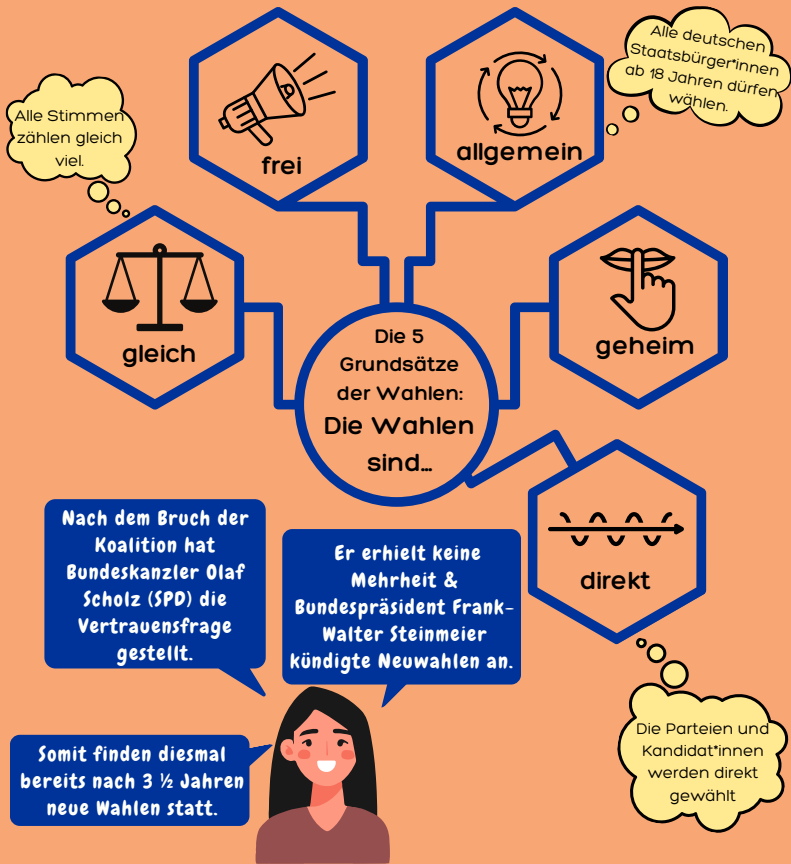 Alle deutschen
Staatsbürger*innen
ab 18 Jahren dürfen
wählen.
Alle Stimmen
zählen gleich
viel.
frei
allgemein
gleich
geheim
Die 5
Grundsätze
der Wahlen:
Die Wahlen
sind...
direkt
Nach dem Bruch der
Koalition hat
Bundeskanzler Olaf
Scholz (SPD) die
Vertrauensfrage
gestellt.
Er erhielt keine
Mehrheit &
Bundespräsident Frank-
Walter Steinmeier
kündigte Neuwahlen an.
Somit finden diesmal
bereits nach 3 ½ Jahren
neue Wahlen statt.
Die Parteien und
Kandidat*innen
werden direkt
gewählt